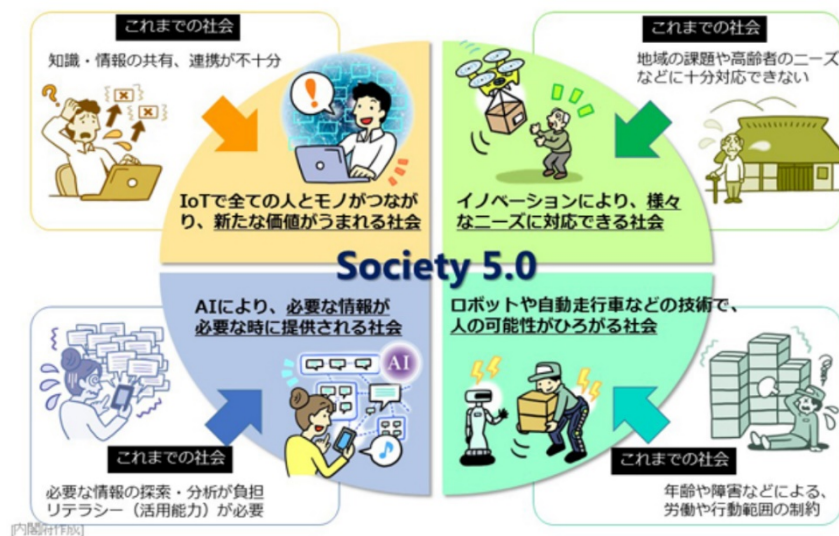 これまでの社会
知識・情報の共有、連携が不十分
IoTで全ての人とモノがつなが
り、新たな価値がうまれる社会
これまでの社会
地域の課題や高齢者のニーズ
などに十分対応できない
イノベーションにより、様々
なニーズに対応できる社会
Society 5.0
AIにより、必要な情報が
必要な時に提供される社会
AI
これまでの社会
必要な情報の探索・分析が負担
リテラシー（活用能力）が必要
ロボットや自動走行車などの技術で、
人の可能性がひろがる社会
これまでの社会
年齢や障害などによる、
労働や行動範囲の制約
[内閣府作成]